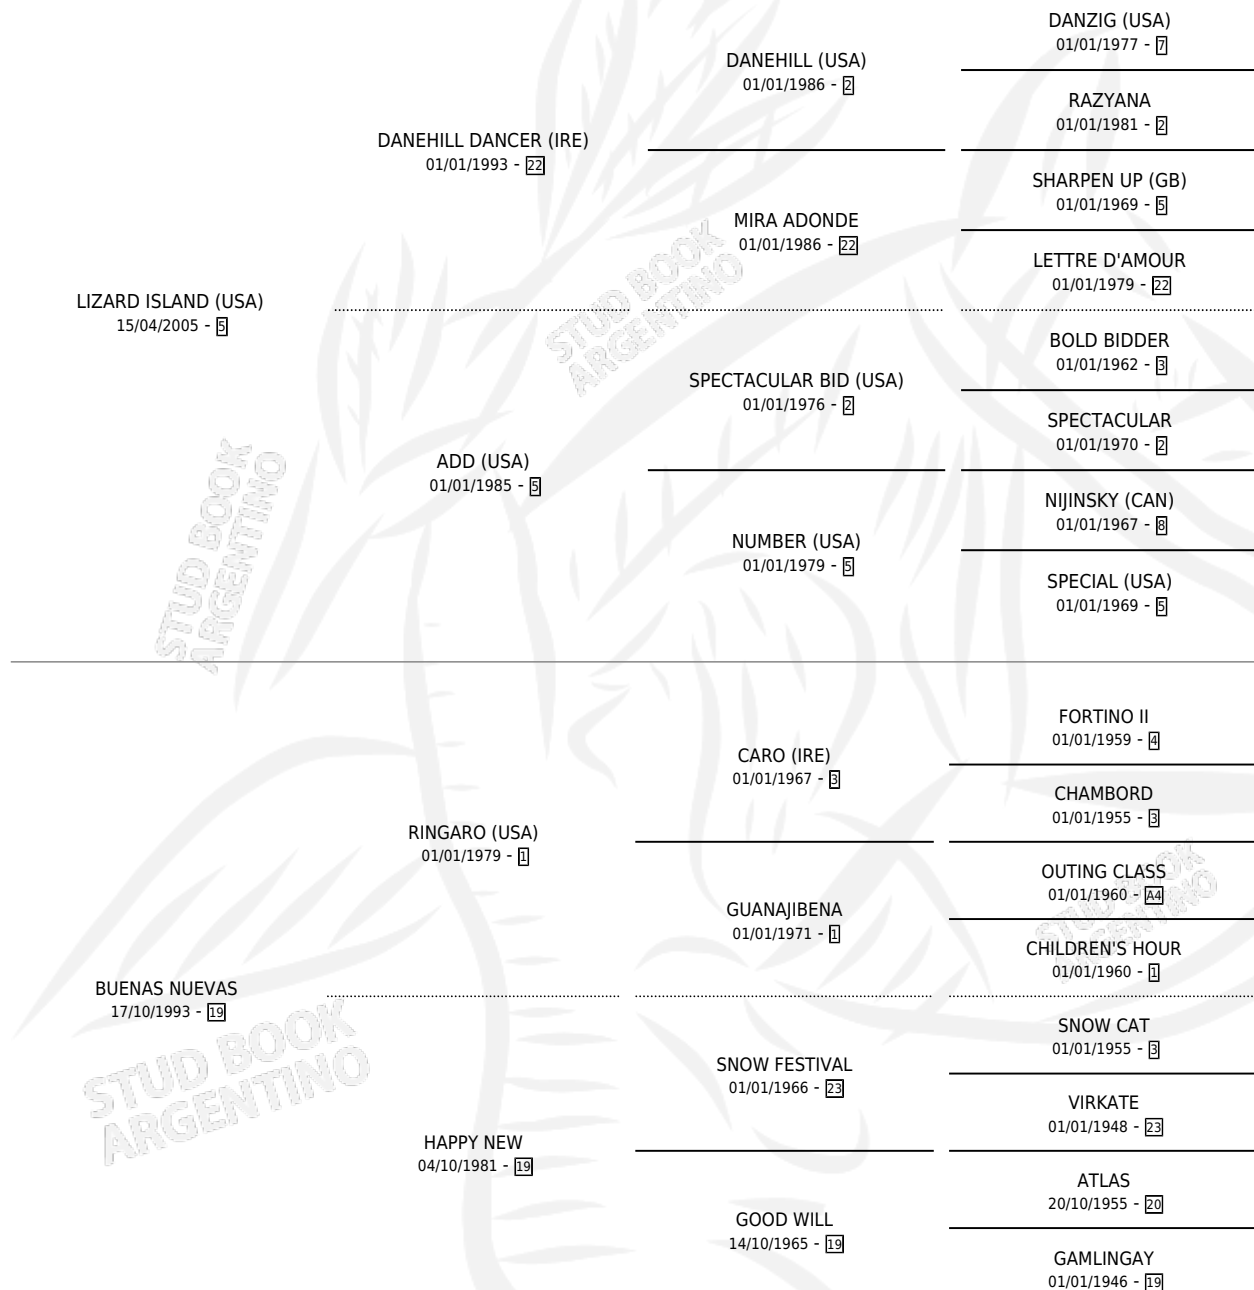 DANZIG (USA)
01/01/1977 - 7
DANEHILL (USA)
01/01/1986 - 2
RAZYANA
01/01/1981 - 2
DANEHILL DANCER (IRE)
01/01/1993 - 22
SHARPEN UP (GB)
01/01/1969 - 5
MIRA ADONDE
01/01/1986 - 22
LETTRE D'AMOUR
01/01/1979 - 22
LIZARD ISLAND (USA)
15/04/2005 - 5
BOLD BIDDER
01/01/1962 - 3
SPECTACULAR BID (USA)
01/01/1976 - 2
SPECTACULAR
01/01/1970 - 2
ADD (USA)
01/01/1985 - 5
NIJINSKY (CAN)
01/01/1967 - 8
NUMBER (USA)
01/01/1979 - 5
SPECIAL (USA)
01/01/1969 - 5
STUD BOOK
ARGENTINO
STUD BOOK
ARGENTINO
FORTINO II
01/01/1959 - 4
CARO (IRE)
01/01/1967 - 3
CHAMBORD
01/01/1955 - 3
RINGARO (USA)
01/01/1979 - 1
OUTING CLASS
01/01/1960 - A4
GUANAJIBENA
01/01/1971 - 1
CHILDREN'S HOUR
01/01/1960 - 1
STUD BOOK
ARGENTINO
BUENAS NUEVAS
17/10/1993 - 19
SNOW CAT
01/01/1955 - 3
SNOW FESTIVAL
01/01/1966 - 23
VIRKATE
01/01/1948 - 23
HAPPY NEW
04/10/1981 - 19
ATLAS
20/10/1955 - 20
GOOD WILL
14/10/1965 - 19
GAMLINGAY
01/01/1946 - 19
STUD BOOK
ARGENTINO